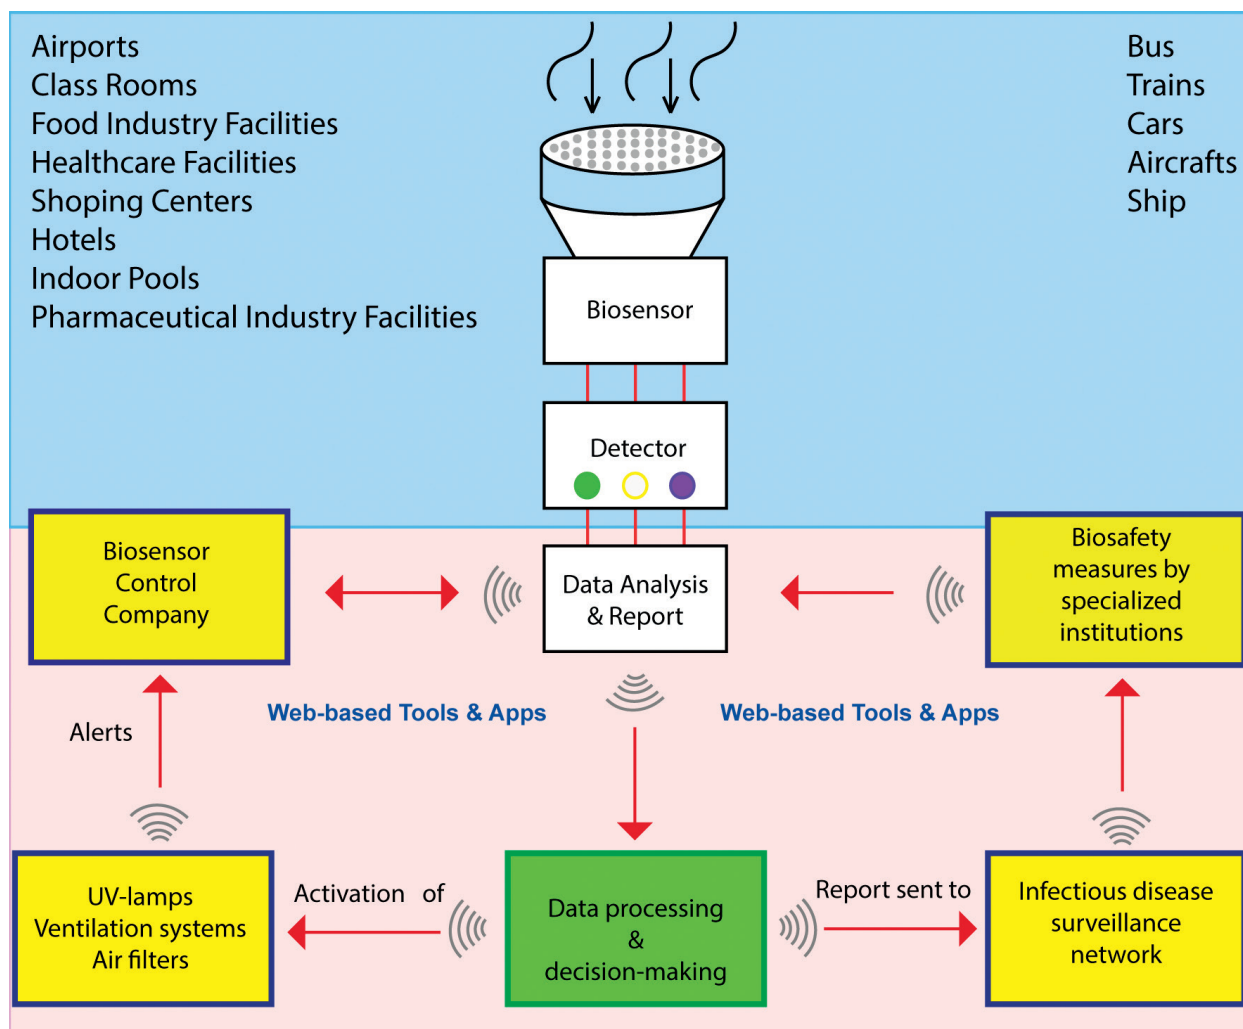 Airports
Class Rooms
Food Industry Facilities
Healthcare Facilities
Shoping Centers
Hotels
Indoor Pools
Pharmaceutical Industry Facilities
Bus
Trains
Cars
Aircrafts
Ship
Biosensor
Detector
Biosensor
Control
Company
Data Analysis
& Report
Biosafety
measures by
specialized
institutions
Web-based Tools & Apps
Web-based Tools & Apps
Alerts
UV-lamps
Ventilation systems
Air filters
Activation of
Data processing
&
decision-making
Report sent to
Infectious disease
surveillance
network